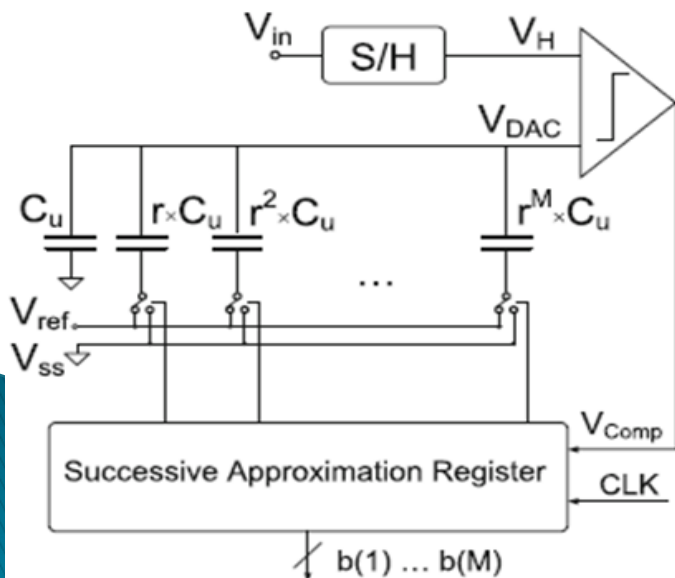 V_in
S/H
V_H
V_DAC
C_u
r×C_u
r^2×C_u
r^M×C_u
...
V_ref
V_ss
V_Comp
Successive Approximation Register
CLK
b(1) ... b(M)